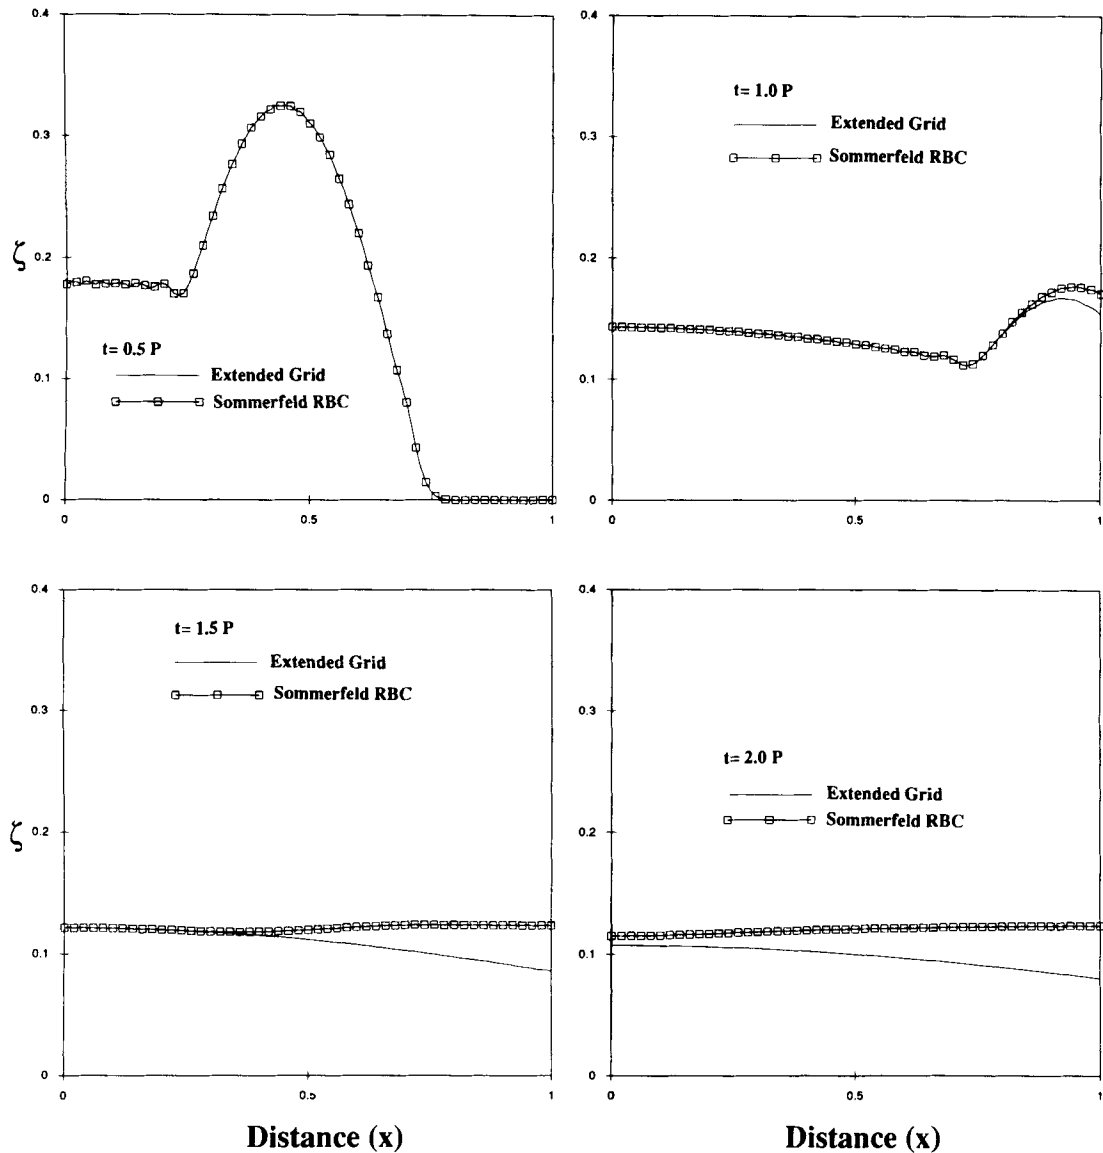 0.4
0.3
ζ
0.2
t= 0.5 P
Extended Grid
0.1
Sommerfeld RBC
0
0
0.5
1
0.4
t= 1.0 P
Extended Grid
0.3
Sommerfeld RBC
0.2
0.1
0
0
0.5
1
0.4
t= 1.5 P
Extended Grid
Sommerfeld RBC
0.3
0.2
ζ
0.1
0
0
0.5
1
Distance (x)
0.4
0.3
t= 2.0 P
Extended Grid
Sommerfeld RBC
0.2
0.1
0
0
0.5
1
Distance (x)